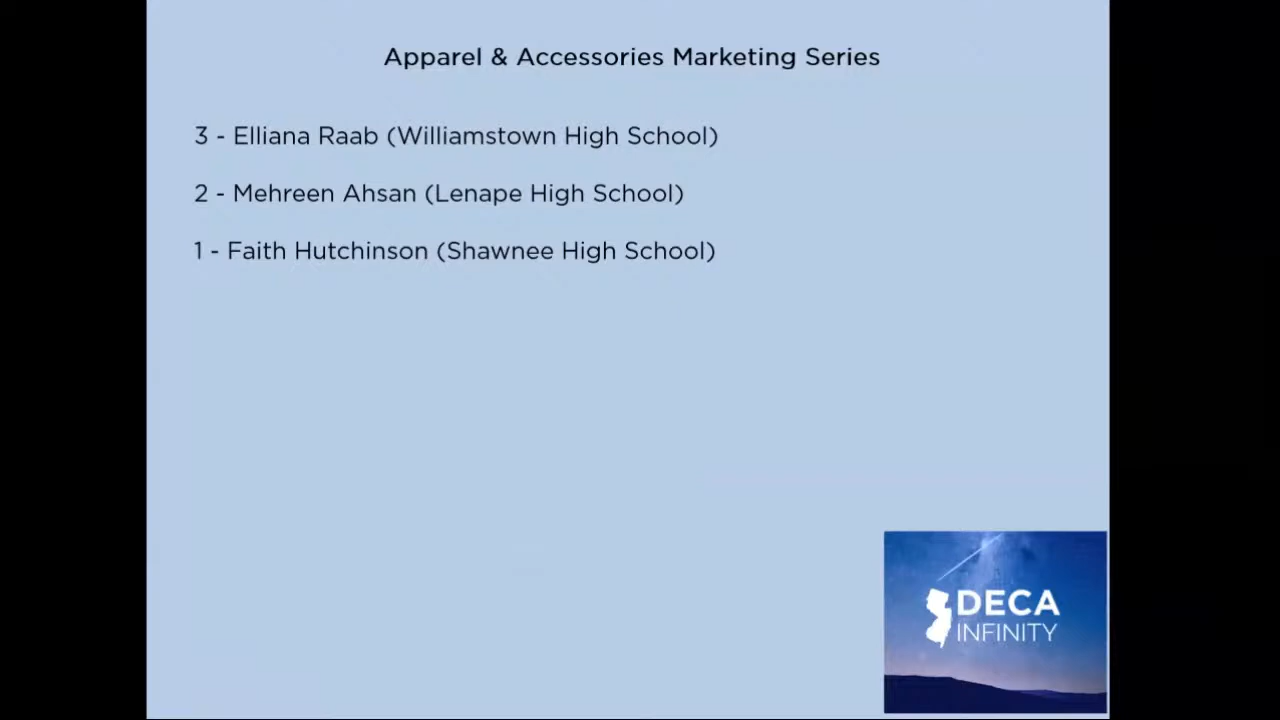 Apparel & Accessories Marketing Series
3 - Elliana Raab (Williamstown High School)
2 - Mehreen Ahsan (Lenape High School)
1 - Faith Hutchinson (Shawnee High School)
DECA
INFINITY